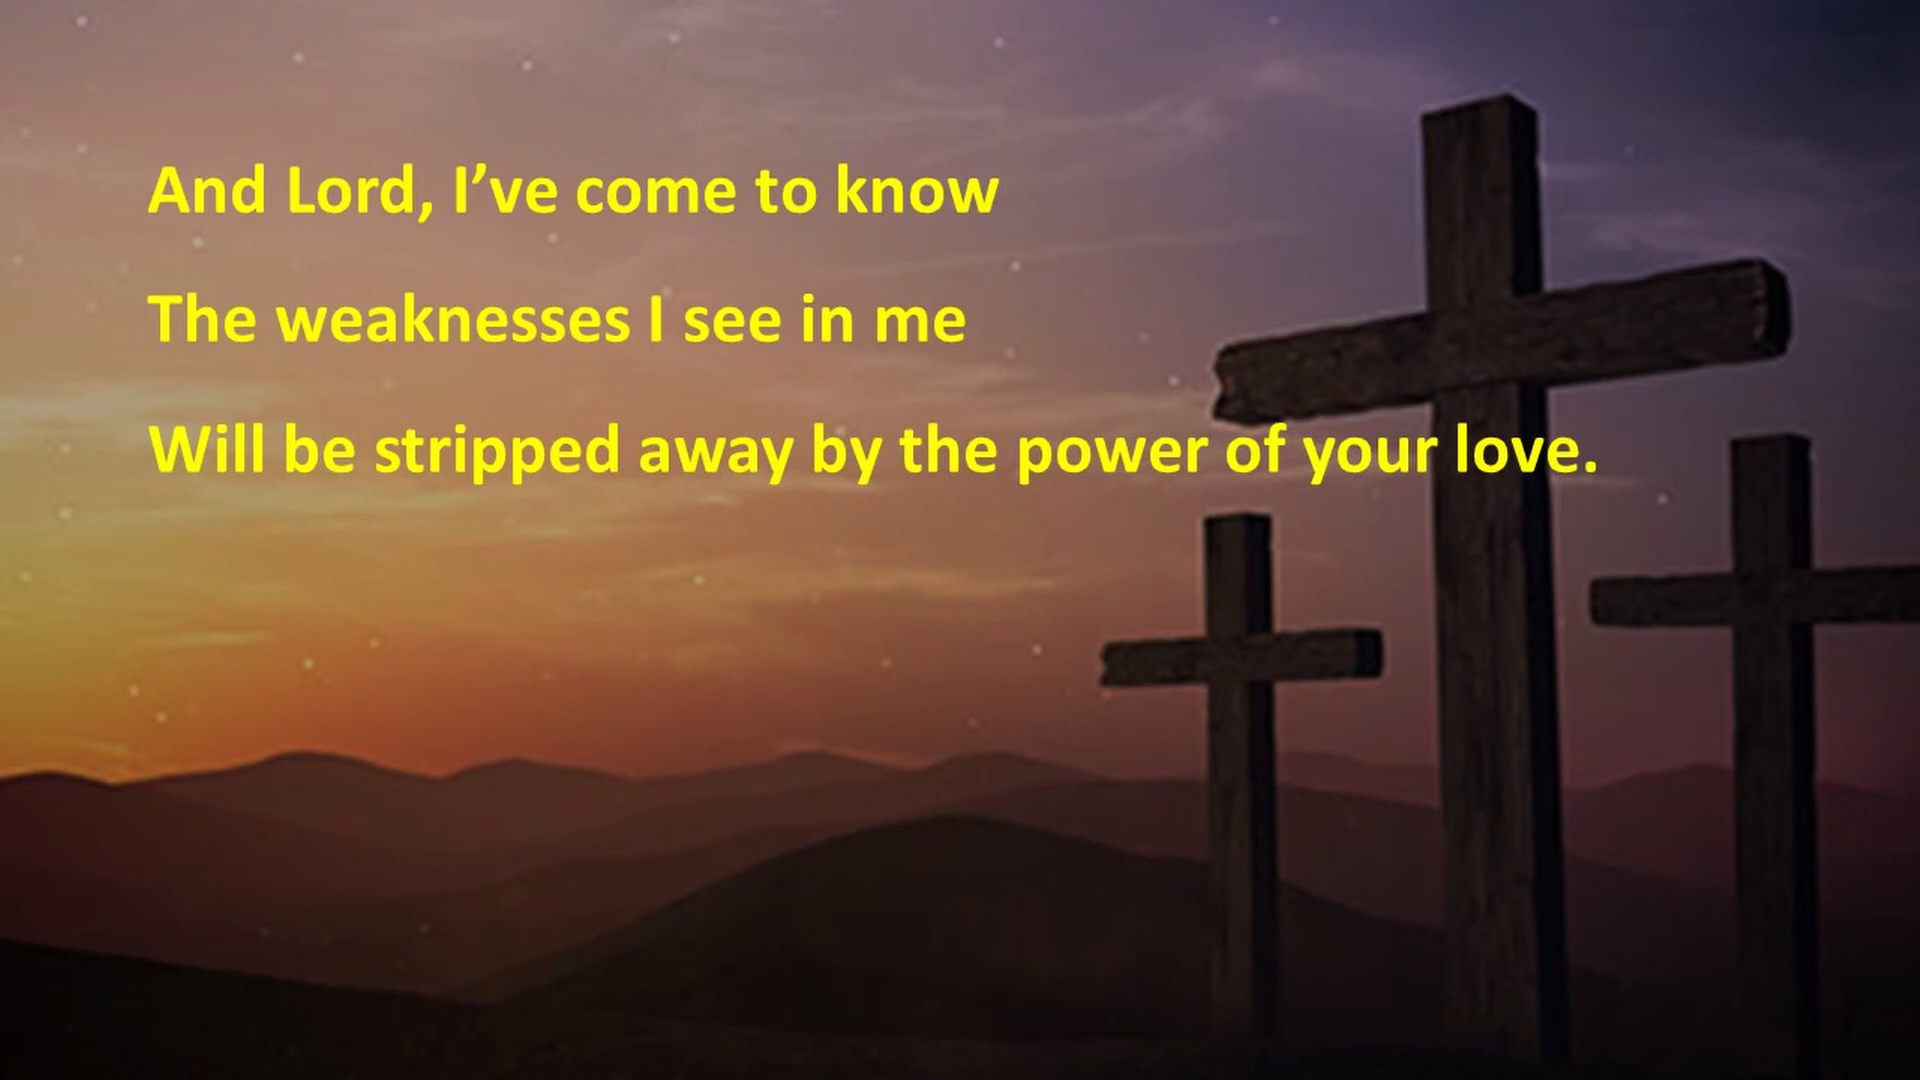 And Lord, I’ve come to know
The weaknesses I see in me
Will be stripped away by the power of your love.